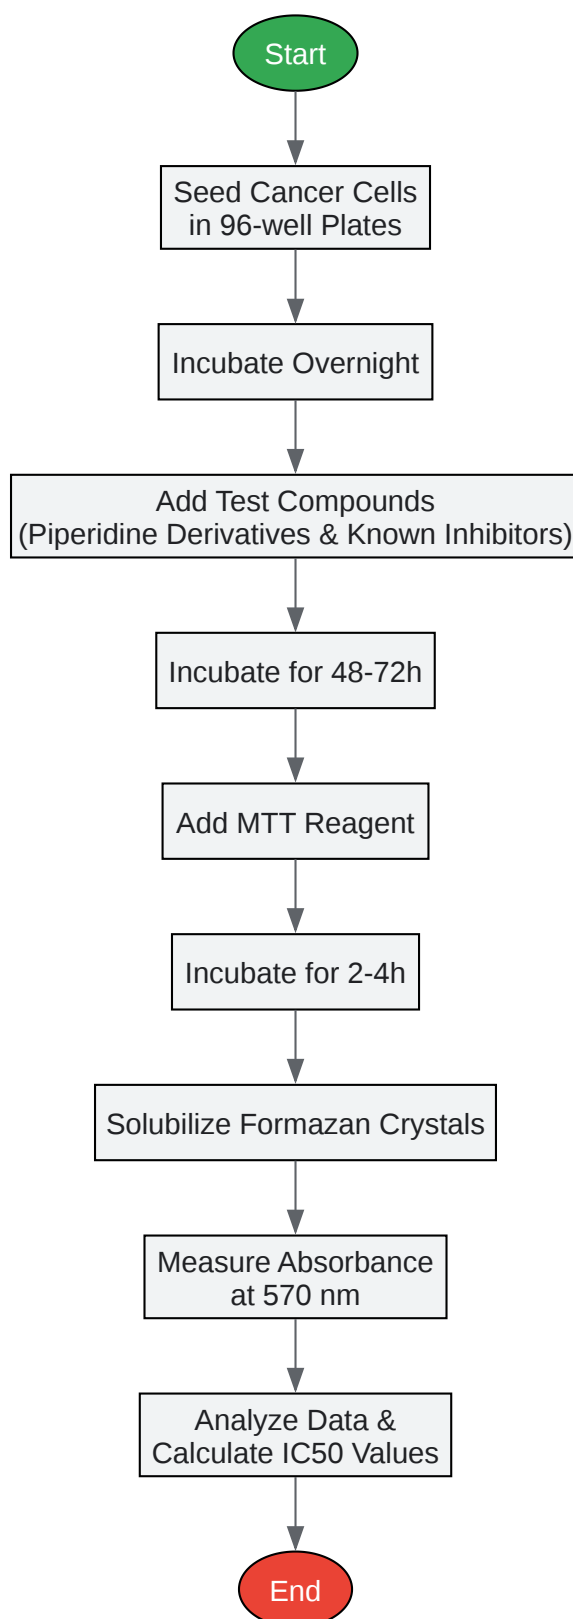 Start
Seed Cancer Cells
in 96-well Plates
Incubate Overnight
Add Test Compounds
(Piperidine Derivatives & Known Inhibitors)
Incubate for 48-72h
Add MTT Reagent
Incubate for 2-4h
Solubilize Formazan Crystals
Measure Absorbance
at 570 nm
Analyze Data &
Calculate IC50 Values
End